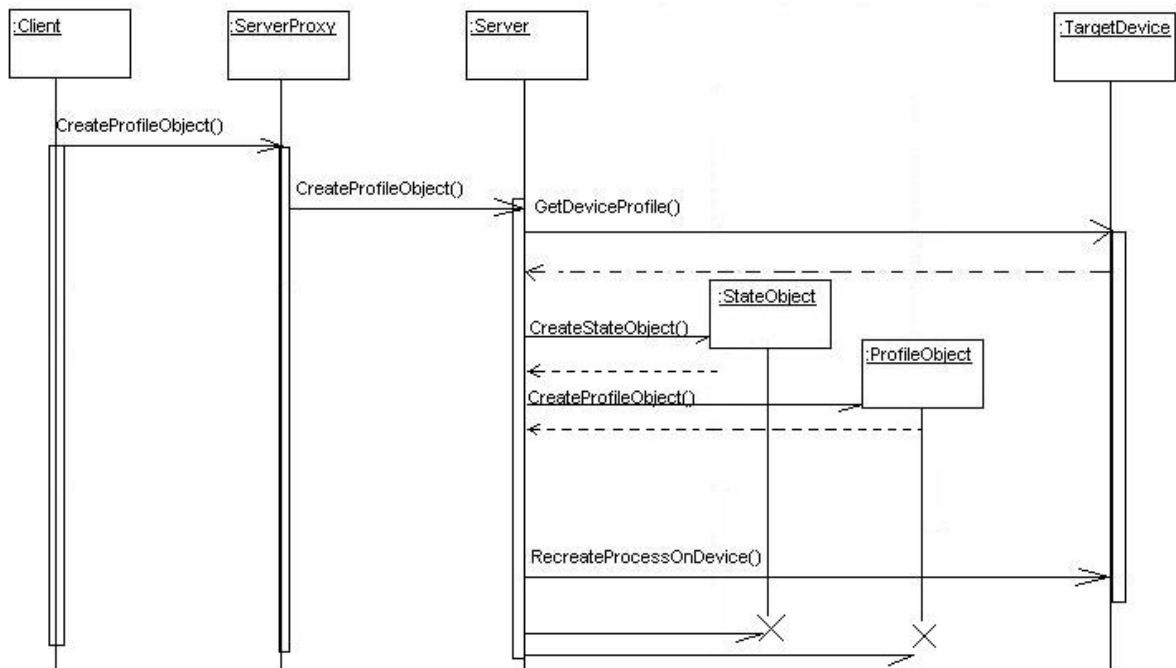 :Client
:ServerProxy
:Server
:TargetDevice
CreateProfileObject()
CreateProfileObject()
GetDeviceProfile()
:StateObject
CreateStateObject()
:ProfileObject
CreateProfileObject()
RecreateProcessOnDevice()